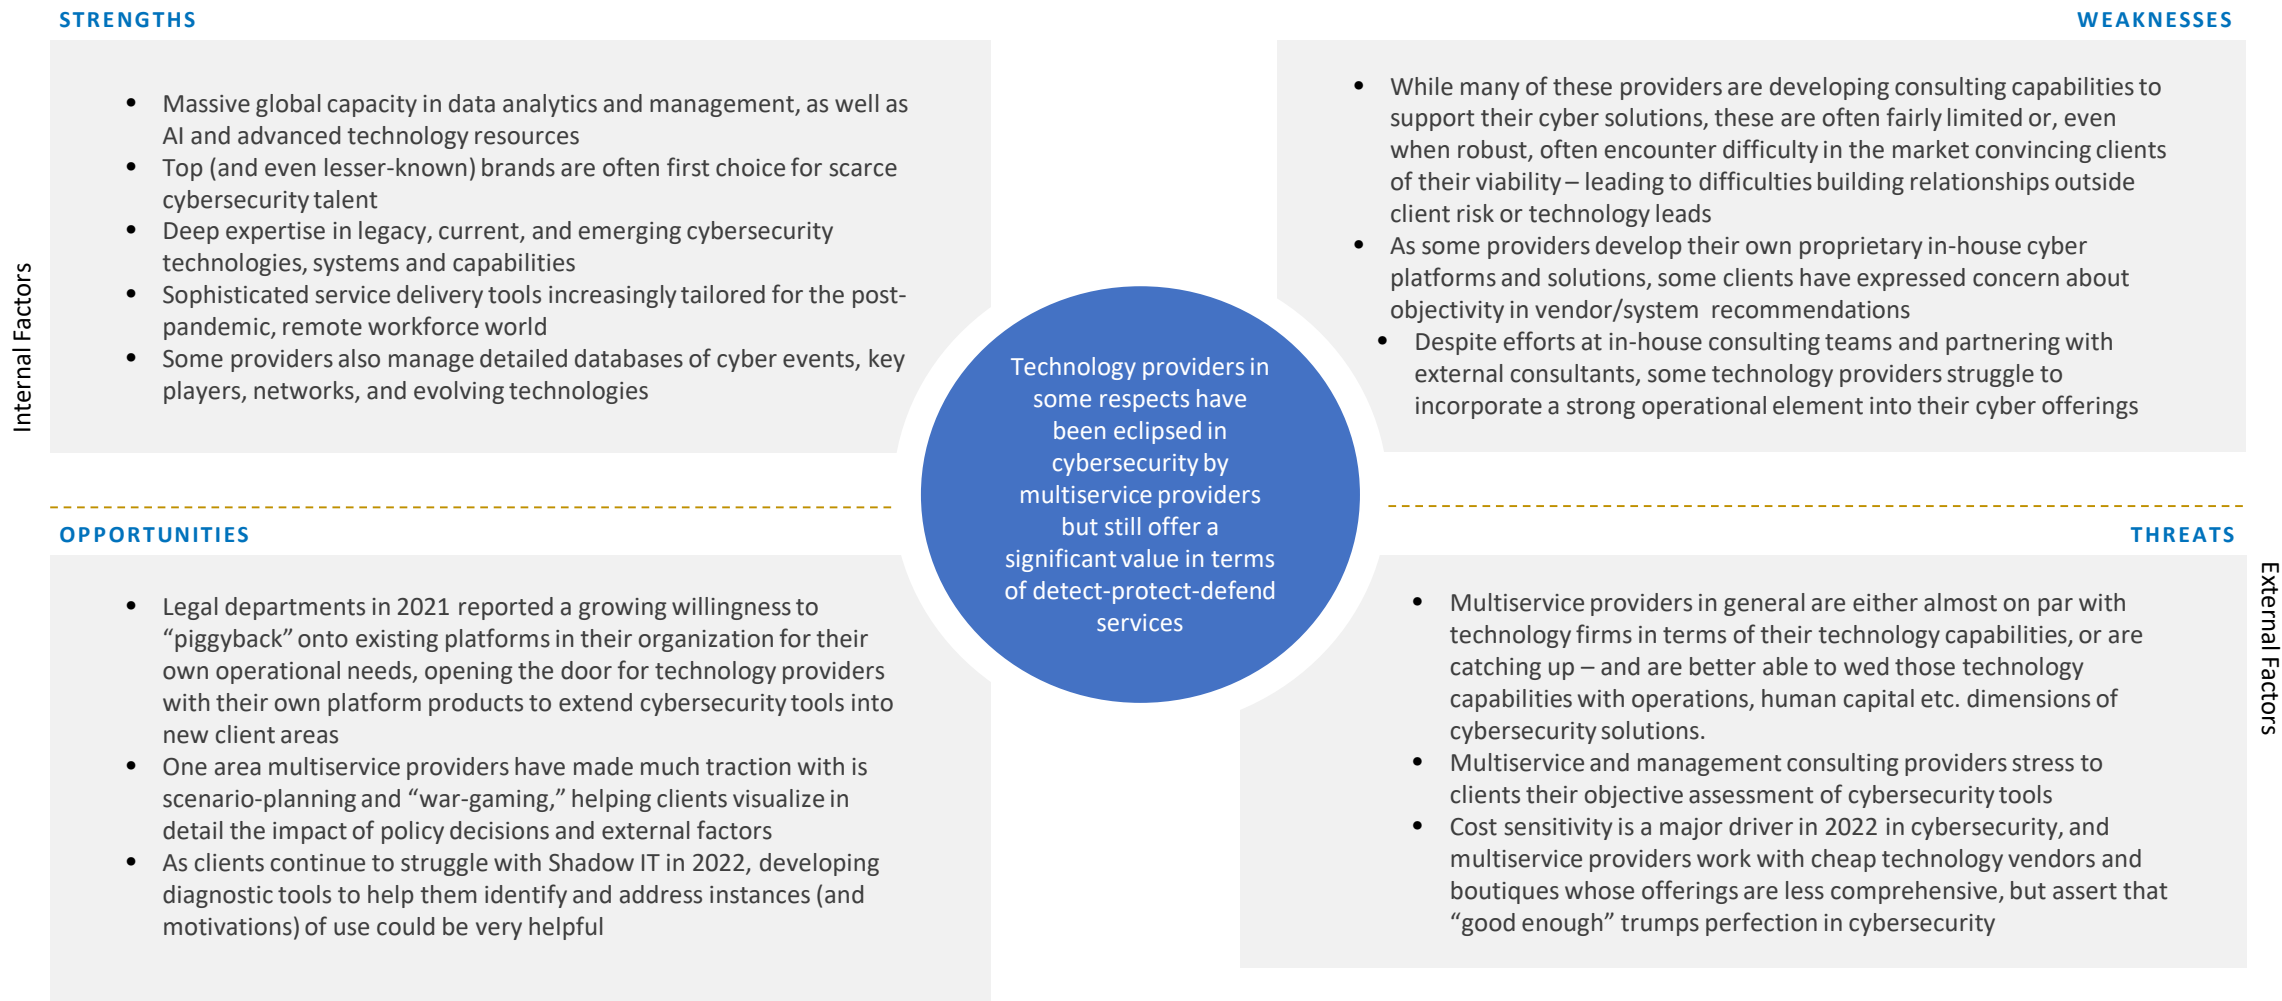 STRENGTHS
• Massive global capacity in data analytics and management, as well as
AI and advanced technology resources
• Top (and even lesser-known) brands are often first choice for scarce
cybersecurity talent
• Deep expertise in legacy, current, and emerging cybersecurity
technologies, systems and capabilities
• Sophisticated service delivery tools increasingly tailored for the post-
pandemic, remote workforce world
• Some providers also manage detailed databases of cyber events, key
players, networks, and evolving technologies
Internal Factors
WEAKNESSES
• While many of these providers are developing consulting capabilities to
support their cyber solutions, these are often fairly limited or, even
when robust, often encounter difficulty in the market convincing clients
of their viability – leading to difficulties building relationships outside
client risk or technology leads
• As some providers develop their own proprietary in-house cyber
platforms and solutions, some clients have expressed concern about
objectivity in vendor/system recommendations
• Despite efforts at in-house consulting teams and partnering with
external consultants, some technology providers struggle to
incorporate a strong operational element into their cyber offerings
Technology providers in
some respects have
been eclipsed in
cybersecurity by
multiservice providers
but still offer a
significant value in terms
of detect-protect-defend
services
OPPORTUNITIES
• Legal departments in 2021 reported a growing willingness to
“piggyback” onto existing platforms in their organization for their
own operational needs, opening the door for technology providers
with their own platform products to extend cybersecurity tools into
new client areas
• One area multiservice providers have made much traction with is
scenario-planning and “war-gaming,” helping clients visualize in
detail the impact of policy decisions and external factors
• As clients continue to struggle with Shadow IT in 2022, developing
diagnostic tools to help them identify and address instances (and
motivations) of use could be very helpful
THREATS
• Multiservice providers in general are either almost on par with
technology firms in terms of their technology capabilities, or are
catching up – and are better able to wed those technology
capabilities with operations, human capital etc. dimensions of
cybersecurity solutions.
• Multiservice and management consulting providers stress to
clients their objective assessment of cybersecurity tools
• Cost sensitivity is a major driver in 2022 in cybersecurity, and
multiservice providers work with cheap technology vendors and
boutiques whose offerings are less comprehensive, but assert that
“good enough” trumps perfection in cybersecurity
External Factors